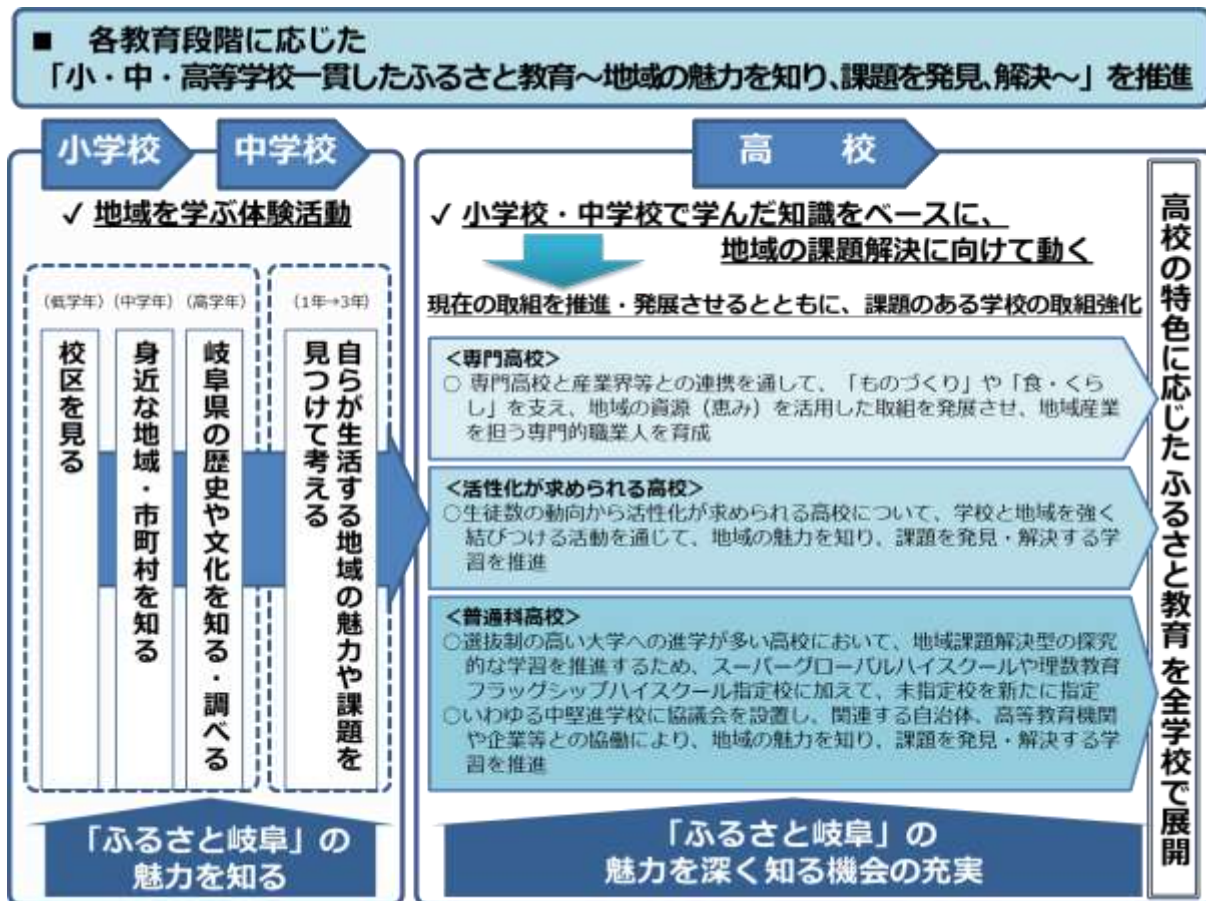 ■ 各教育段階に応じた
「小・中・高等学校一貫したふるさと教育～地域の魅力を知り、課題を発見、解決～」を推進
小学校
中学校
✓ 地域を学ぶ体験活動
（低学年）
校区を見る
（中学年）
身近な地域・市町村を知る
（高学年）
岐阜県の歴史や文化を知る・調べる
（1年→3年）
自らが生活する地域の魅力や課題を
見つけて考える
「ふるさと岐阜」の
魅力を知る
高 校
✓ 小学校・中学校で学んだ知識をベースに、
地域の課題解決に向けて動く
現在の取組を推進・発展させるとともに、課題のある学校の取組強化
＜専門高校＞
○ 専門高校と産業界等との連携を通して、「ものづくり」や「食・くら
し」を支え、地域の資源（恵み）を活用した取組を発展させ、地域産業
を担う専門的職業人を育成
＜活性化が求められる高校＞
○生徒数の動向から活性化が求められる高校について、学校と地域を強く
結びつける活動を通じて、地域の魅力を知り、課題を発見・解決する学
習を推進
＜普通科高校＞
○選抜制の高い大学への進学が多い高校において、地域課題解決型の探究
的な学習を推進するため、スーパーグローバルハイスクールや理数教育
フラッグシップハイスクール指定校に加えて、未指定校を新たに指定
○いわゆる中堅進学校に協議会を設置し、関連する自治体、高等教育機関
や企業等との協働により、地域の魅力を知り、課題を発見・解決する学
習を推進
「ふるさと岐阜」の
魅力を深く知る機会の充実
高校の特色に応じた ふるさと教育 を全学校で展開